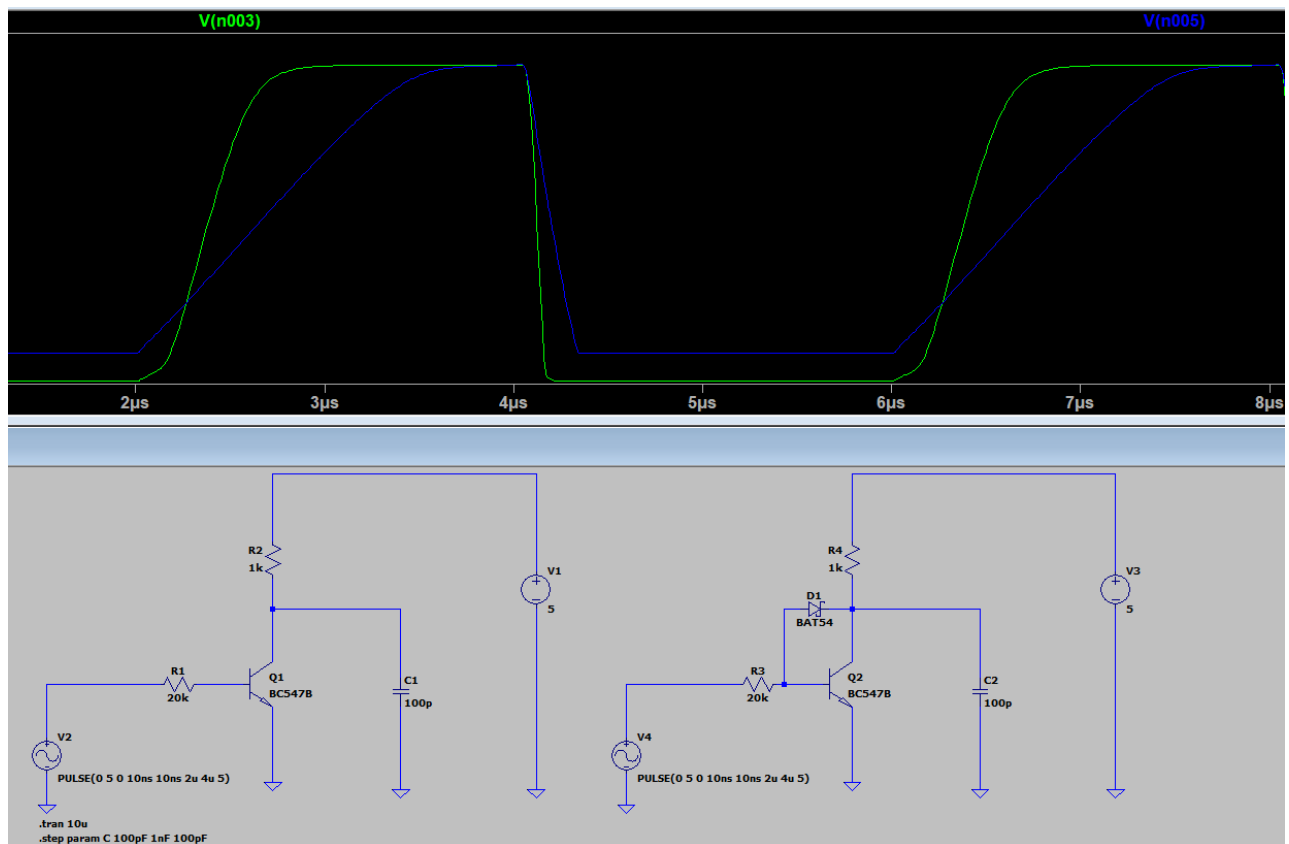 V(n003) V(n005)
2µs 3µs 4µs 5µs 6µs 7µs 8µs
R2
1k
V1
5
R1
20k
Q1
BC547B
C1
100p
V2
PULSE(0 5 0 10ns 10ns 2u 4u 5)
.tran 10u
.step param C 100pF 1nF 100pF
R4
1k
V3
5
D1
BAT54
R3
20k
Q2
BC547B
C2
100p
V4
PULSE(0 5 0 10ns 10ns 2u 4u 5)